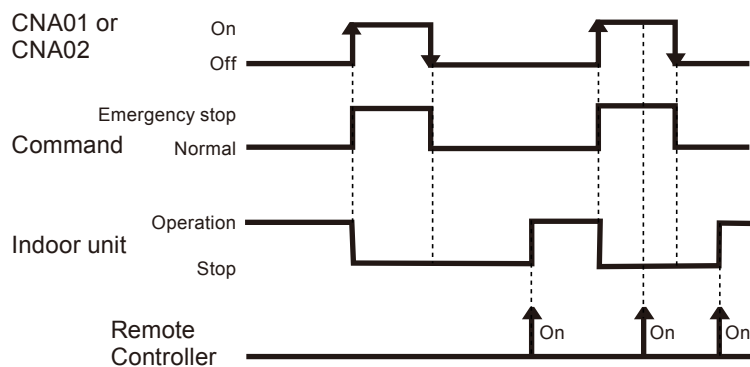 CNA01 or
CNA02
On
Off
Emergency stop
Command
Normal
Operation
Indoor unit
Stop
Remote
Controller
On
On
On